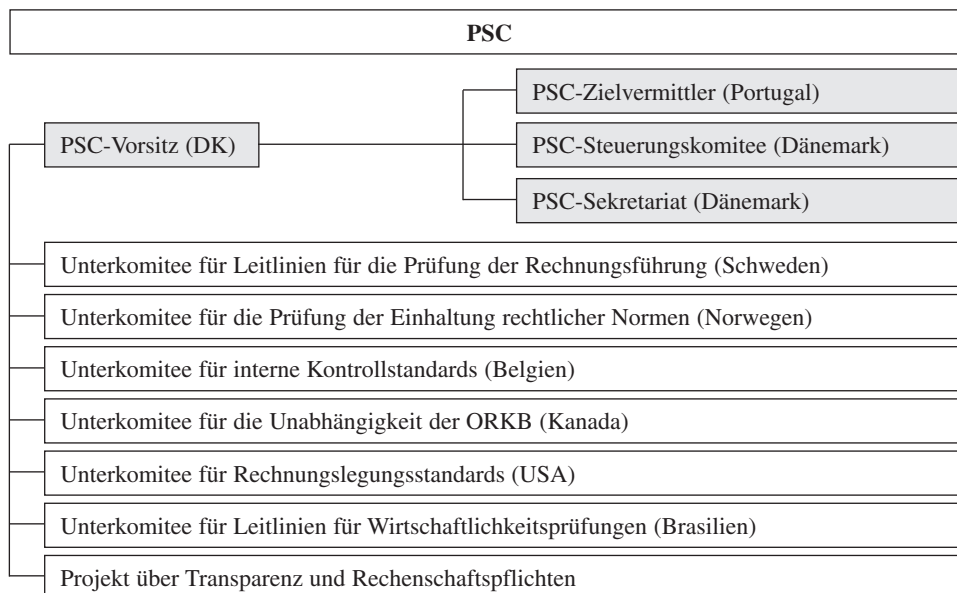 PSC
PSC-Zielvermittler (Portugal)
PSC-Vorsitz (DK)
PSC-Steuerungskomitee (Dänemark)
PSC-Sekretariat (Dänemark)
Unterkomitee für Leitlinien für die Prüfung der Rechnungsführung (Schweden)
Unterkomitee für die Prüfung der Einhaltung rechtlicher Normen (Norwegen)
Unterkomitee für interne Kontrollstandards (Belgien)
Unterkomitee für die Unabhängigkeit der ORKB (Kanada)
Unterkomitee für Rechnungslegungsstandards (USA)
Unterkomitee für Leitlinien für Wirtschaftlichkeitsprüfungen (Brasilien)
Projekt über Transparenz und Rechenschaftspflichten